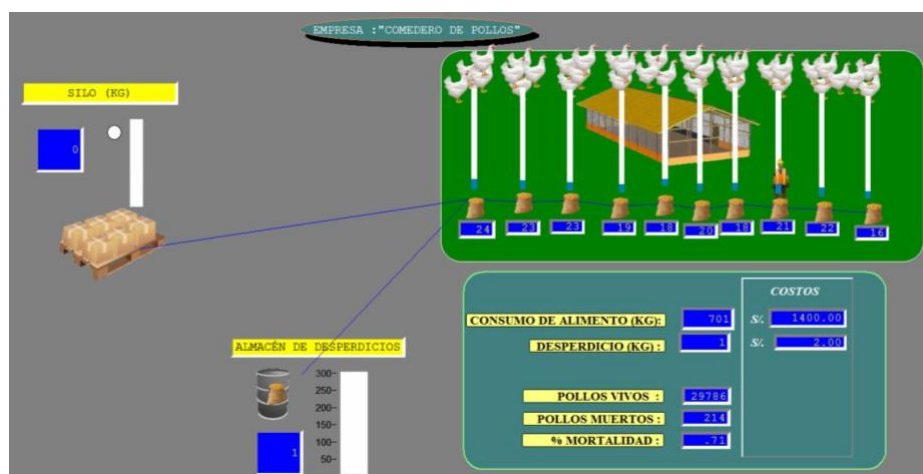 EMPRESA :"COMEDERO DE POLLOS"
SILO (KG)
0
24 23 23 19 18 20 18 21 22 16
COSTOS
CONSUMO DE ALIMENTO (KG): 701 S/. 1400.00
DESPERDICIO (KG) : 1 S/. 2.00
ALMACÉN DE DESPERDICIOS
300-
250-
200-
150-
100-
50-
1
POLLOS VIVOS : 29786
POLLOS MUERTOS : 214
% MORTALIDAD : .71